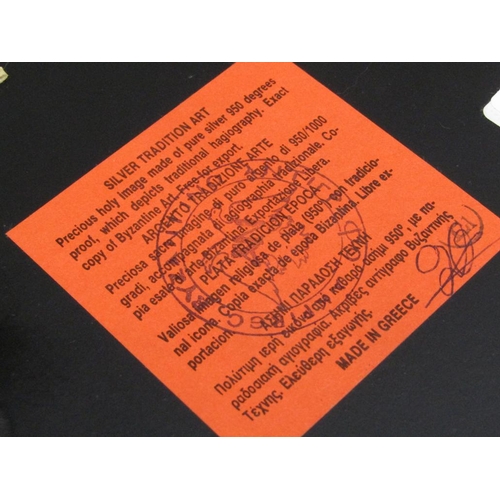 SILVER TRADITION ART
Precious holy image made of pure silver 950 degrees
proof, which depicts traditional hagiography. Exact
copy of Byzantine Art. Free for export.
ARGENTO TRADIZIONE ARTE
Preciosa sacra imagine di puro argento di 950/1000
gradi, accompagnata di agiographia tradizionale. Co-
pia esatta di arte Bizantina. Exportazione libera.
PLATA TRADICION EPOCA
Valiosa imagen religiosa de plata (950°) con tradicio-
nal icone. Copia exacta de epoca Bizantina. Libre ex-
portacion.
ΑΣΗΜΙ ΠΑΡΑΔΟΣΗ ΤΕΧΝΗ
Πολύτιμη ιερή εικόνα από καθαρό ασήμι 950° με πα-
ραδοσιακή αγιογραφία. Ακριβές αντίγραφο Βυζαντινής
Τέχνης. Ελεύθερη εξαγωγής.
MADE IN GREECE